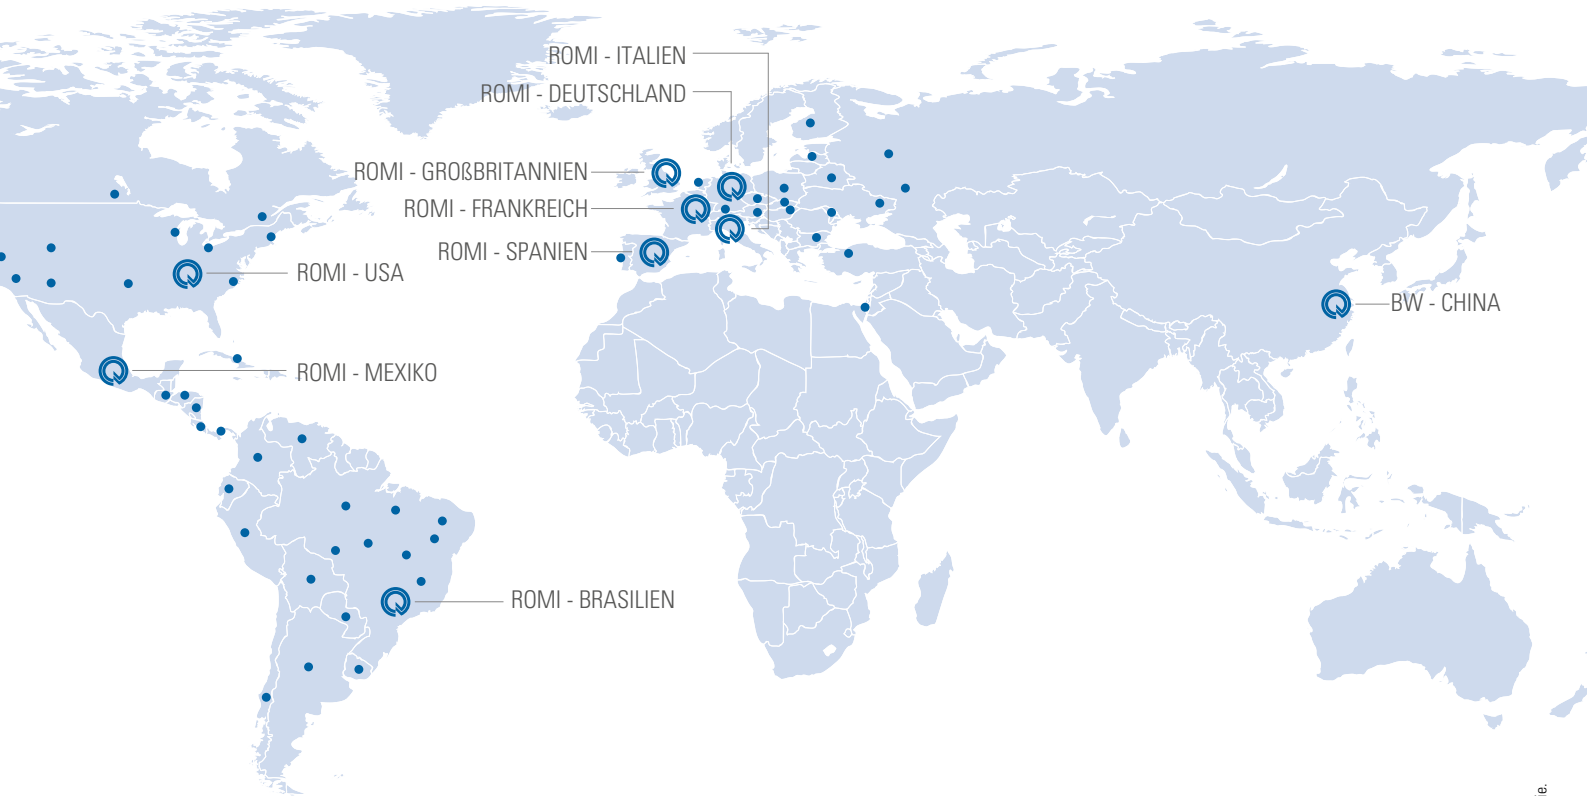 ROMI - ITALIEN
ROMI - DEUTSCHLAND
ROMI - GROßBRITANNIEN
ROMI - FRANKREICH
ROMI - SPANIEN
ROMI - USA
BW - CHINA
ROMI - MEXIKO
ROMI - BRASILIEN